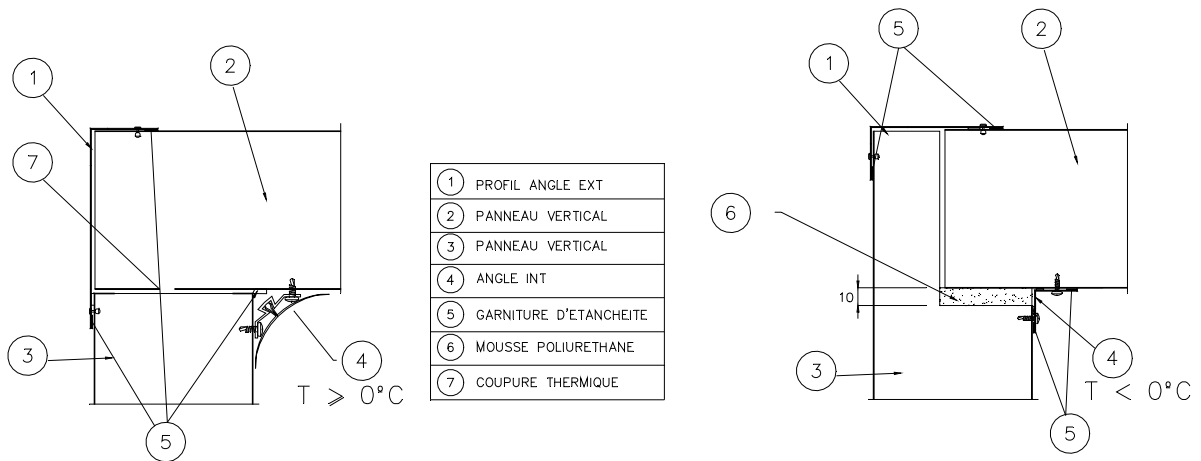 1
2
7
3
4
T ⩾ 0°C
5
1 PROFIL ANGLE EXT
2 PANNEAU VERTICAL
3 PANNEAU VERTICAL
4 ANGLE INT
5 GARNITURE D'ETANCHEITE
6 MOUSSE POLIURETHANE
7 COUPURE THERMIQUE
5
1
2
6
10
3
4
T < 0°C
5